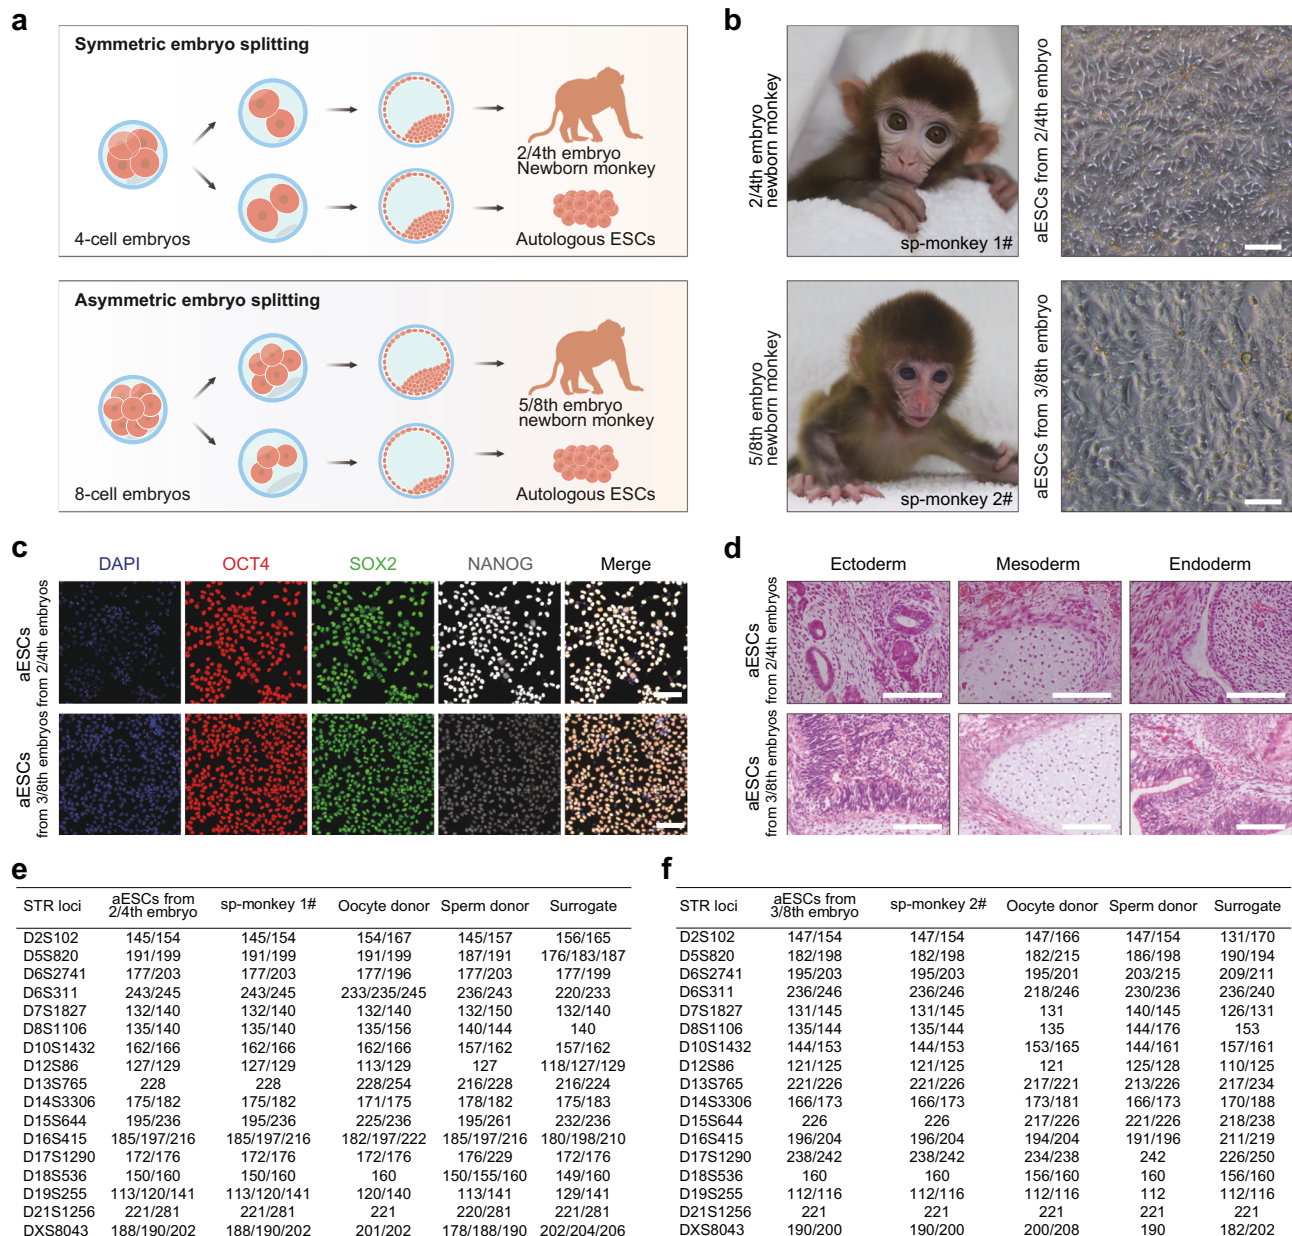 a
Symmetric embryo splitting
4-cell embryos
2/4th embryo
Newborn monkey
Autologous ESCs
Asymmetric embryo splitting
8-cell embryos
5/8th embryo
newborn monkey
Autologous ESCs
b
2/4th embryo
newborn monkey
sp-monkey 1#
aESCs from 2/4th embryo
5/8th embryo
newborn monkey
sp-monkey 2#
aESCs from 3/8th embryo
c
DAPI OCT4 SOX2 NANOG Merge
aESCs
from 2/4th embryos
aESCs
from 3/8th embryos
d
Ectoderm Mesoderm Endoderm
aESCs
from 2/4th embryos
aESCs
from 3/8th embryos
e
STR loci aESCs from 2/4th embryo sp-monkey 1# Oocyte donor Sperm donor Surrogate
D2S102 145/154 145/154 154/167 145/157 156/165
D5S820 191/199 191/199 191/199 187/191 176/183/187
D6S2741 177/203 177/203 177/196 177/203 177/199
D6S311 243/245 243/245 233/235/245 236/243 220/233
D7S1827 132/140 132/140 132/140 132/150 132/140
D8S1106 135/140 135/140 135/156 140/144 140
D10S1432 162/166 162/166 162/166 157/162 157/162
D12S86 127/129 127/129 113/129 127 118/127/129
D13S765 228 228 228/254 216/228 216/224
D14S3306 175/182 175/182 171/175 178/182 175/183
D15S644 195/236 195/236 225/236 195/261 232/236
D16S415 185/197/216 185/197/216 182/197/222 185/197/216 180/198/210
D17S1290 172/176 172/176 172/176 176/229 172/176
D18S536 150/160 150/160 160 150/155/160 149/160
D19S255 113/120/141 113/120/141 120/140 113/141 129/141
D21S1256 221/281 221/281 221 220/281 221/281
DXS8043 188/190/202 188/190/202 201/202 178/188/190 202/204/206
f
STR loci aESCs from 3/8th embryo sp-monkey 2# Oocyte donor Sperm donor Surrogate
D2S102 147/154 147/154 147/166 147/154 131/170
D5S820 182/198 182/198 182/215 186/198 190/194
D6S2741 195/203 195/203 195/201 203/215 209/211
D6S311 236/246 236/246 218/246 230/236 236/240
D7S1827 131/145 131/145 131 140/145 126/131
D8S1106 135/144 135/144 135 144/176 153
D10S1432 144/153 144/153 153/165 144/161 157/161
D12S86 121/125 121/125 121 125/128 110/125
D13S765 221/226 221/226 217/221 213/226 217/234
D14S3306 166/173 166/173 173/181 166/173 170/188
D15S644 226 226 217/226 221/226 218/238
D16S415 196/204 196/204 194/204 191/196 211/219
D17S1290 238/242 238/242 234/238 242 226/250
D18S536 160 160 156/160 160 156/160
D19S255 112/116 112/116 112/116 112 112/116
D21S1256 221 221 221 221 221
DXS8043 190/200 190/200 200/208 190 182/202